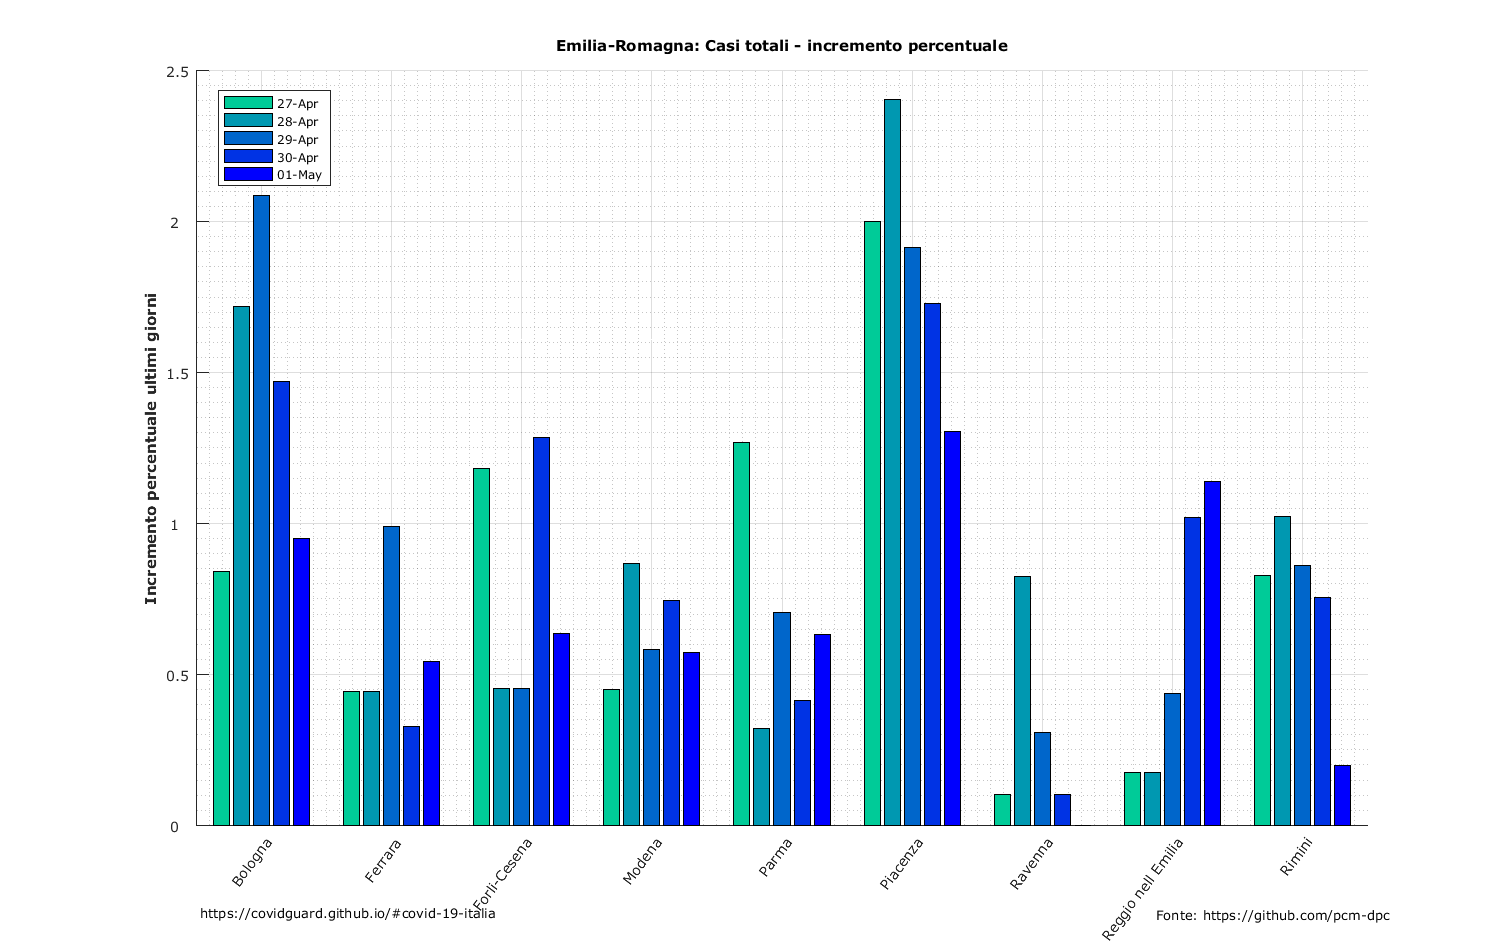 Emilia-Romagna: Casi totali - incremento percentuale
2.5
2
1.5
1
0.5
0
Incremento percentuale ultimi giorni
27-Apr
28-Apr
29-Apr
30-Apr
01-May
Bologna
Ferrara
Forlì-Cesena
Modena
Parma
Piacenza
Ravenna
Reggio nell Emilia
Rimini
https://covidguard.github.io/#covid-19-italia
Fonte: https://github.com/pcm-dpc